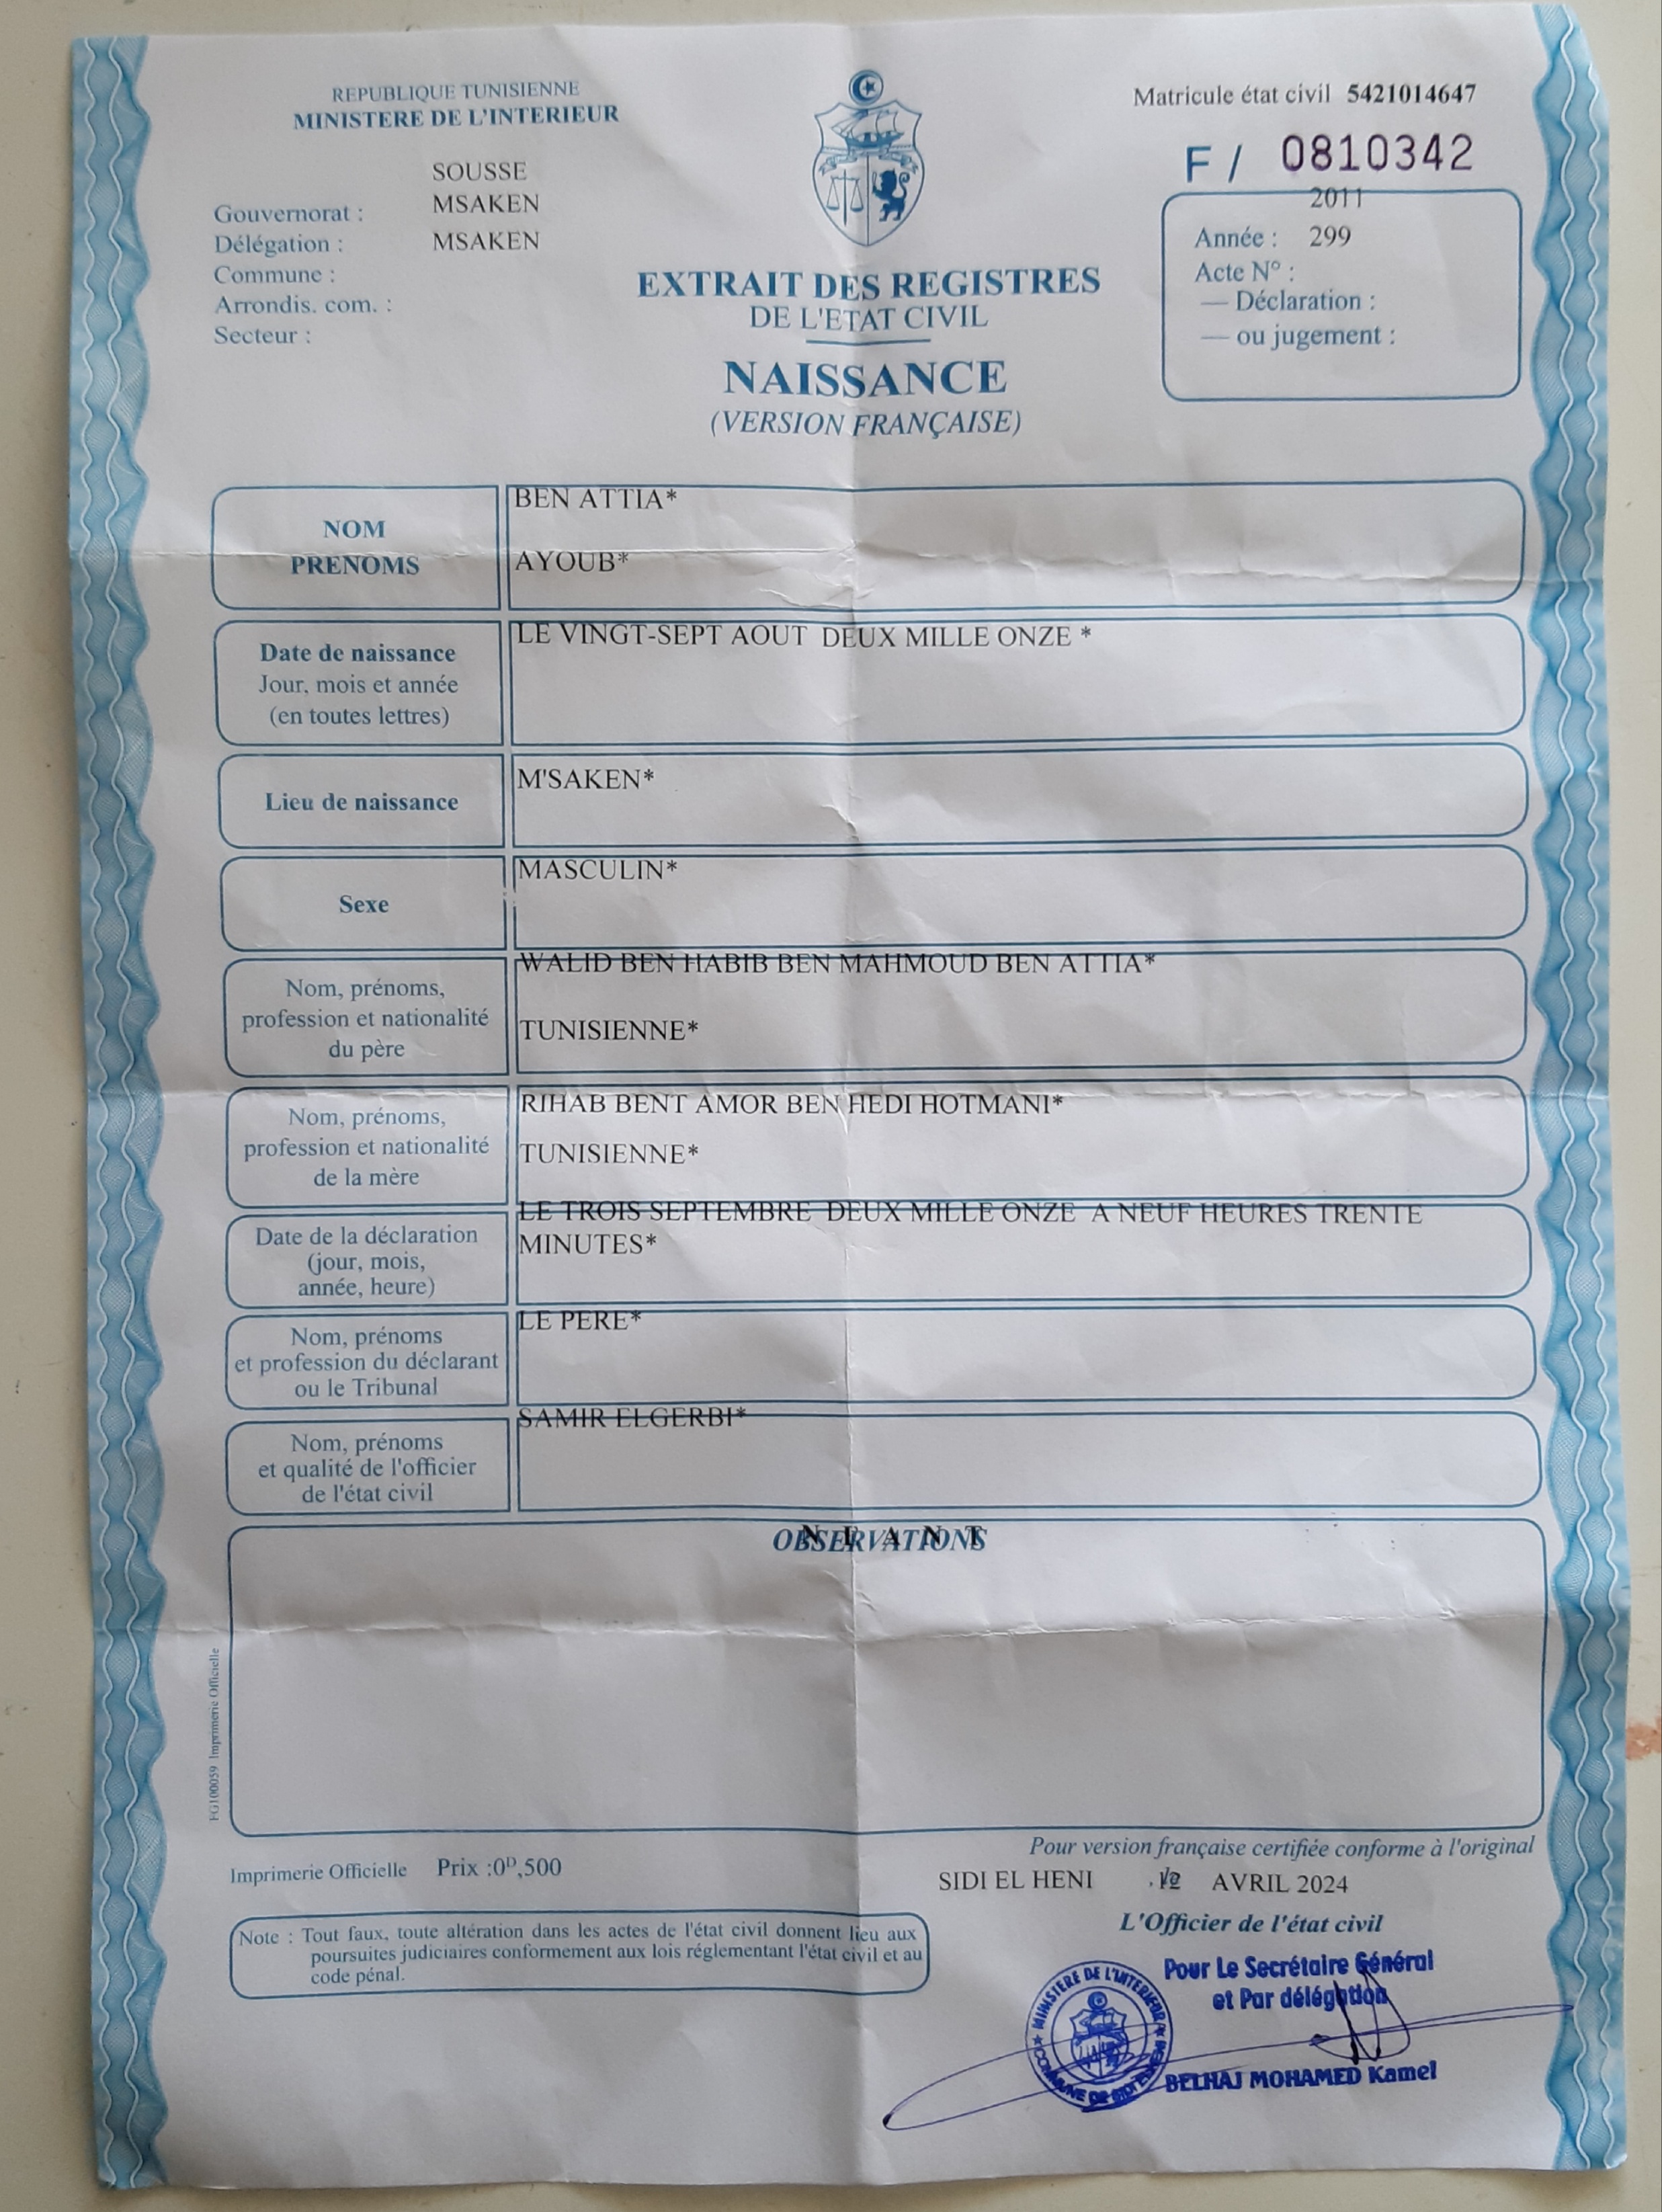 REPUBLIQUE TUNISIENNE
MINISTERE DE L'INTERIEUR
SOUSSE
Gouvernorat : MSAKEN
Délégation : MSAKEN
Commune :
Arrondis. com. :
Secteur :
Matricule état civil 5421014647
F / 0810342
2011
Année : 299
Acte N° :
— Déclaration :
— ou jugement :
EXTRAIT DES REGISTRES
DE L'ETAT CIVIL
NAISSANCE
(VERSION FRANÇAISE)
NOM
PRENOMS
BEN ATTIA*
AYOUB*
Date de naissance
Jour, mois et année
(en toutes lettres)
LE VINGT-SEPT AOUT DEUX MILLE ONZE *
Lieu de naissance
M'SAKEN*
Sexe
MASCULIN*
Nom, prénoms,
profession et nationalité
du père
WALID BEN HABIB BEN MAHMOUD BEN ATTIA*
TUNISIENNE*
Nom, prénoms,
profession et nationalité
de la mère
RIHAB BENT AMOR BEN HEDI HOTMANI*
TUNISIENNE*
Date de la déclaration
(jour, mois,
année, heure)
LE TROIS SEPTEMBRE DEUX MILLE ONZE A NEUF HEURES TRENTE
MINUTES*
Nom, prénoms
et profession du déclarant
ou le Tribunal
LE PERE*
Nom, prénoms
et qualité de l'officier
de l'état civil
SAMIR ELGERBI*
OBSERVATIONS
N E A N T
FG100059 Imprimerie Officielle
Imprimerie Officielle Prix :0D,500
Pour version française certifiée conforme à l'original
SIDI EL HENI AVRIL 2024
L'Officier de l'état civil
Note : Tout faux, toute altération dans les actes de l'état civil donnent lieu aux
poursuites judiciaires conformement aux lois réglementant l'état civil et au
code pénal.
Pour Le Secrétaire Général
et Par délégation
BELHAJ MOHAMED Kamel
MINISTERE DE L'INTERIEUR
COMMUNE DE SIDI